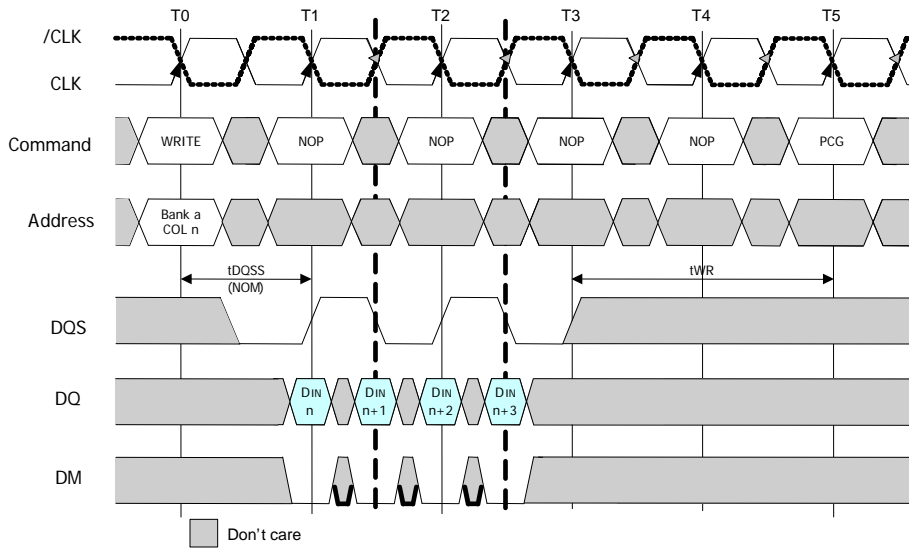 T0 T1 T2 T3 T4 T5
/CLK
CLK
Command WRITE NOP NOP NOP NOP PCG
Address Bank a
COL n
tDQSS
(NOM)
tWR
DQS
DQ DIN DIN DIN DIN
n n+1 n+2 n+3
DM
Don't care